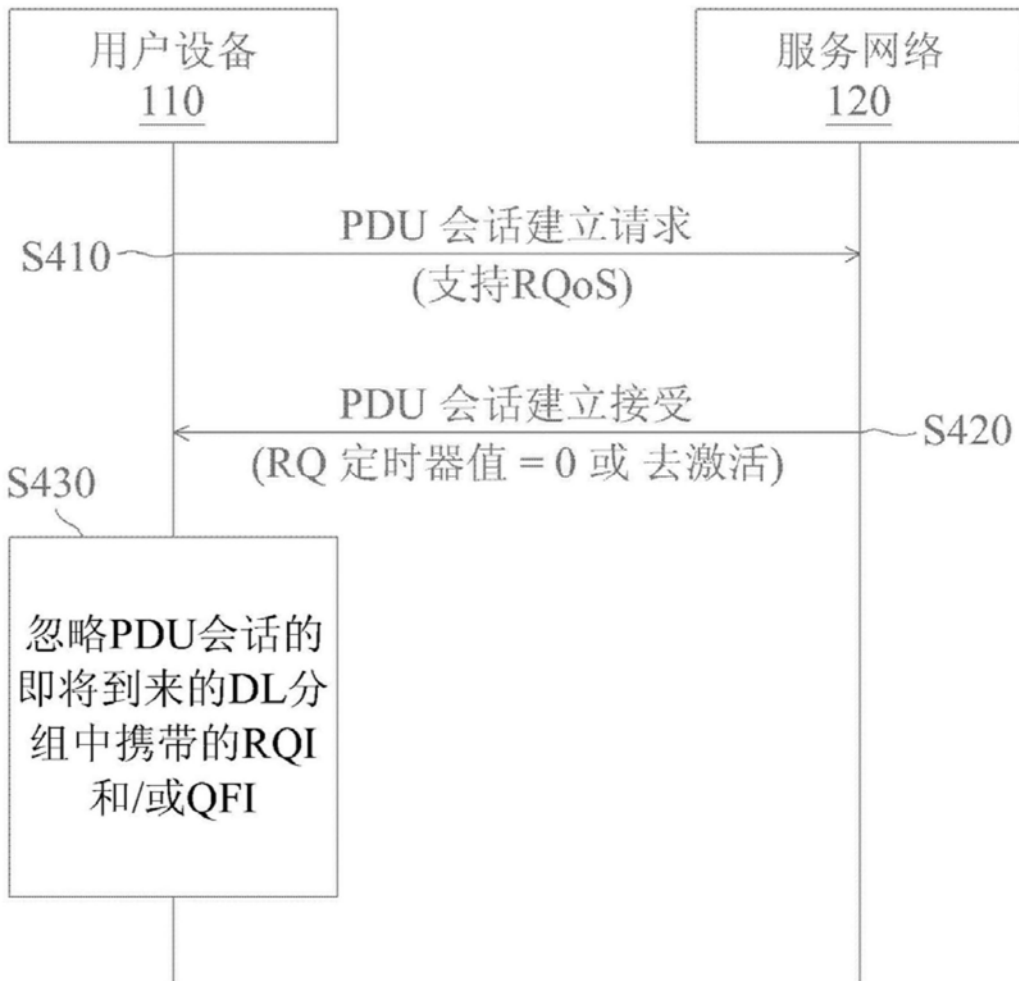 用户设备
110
服务网络
120
PDU 会话建立请求
S410
(支持RQoS)
PDU 会话建立接受
S420
(RQ 定时器值 = 0 或 去激活)
S430
忽略PDU会话的
即将到来的DL分
组中携带的RQI
和/或QFI